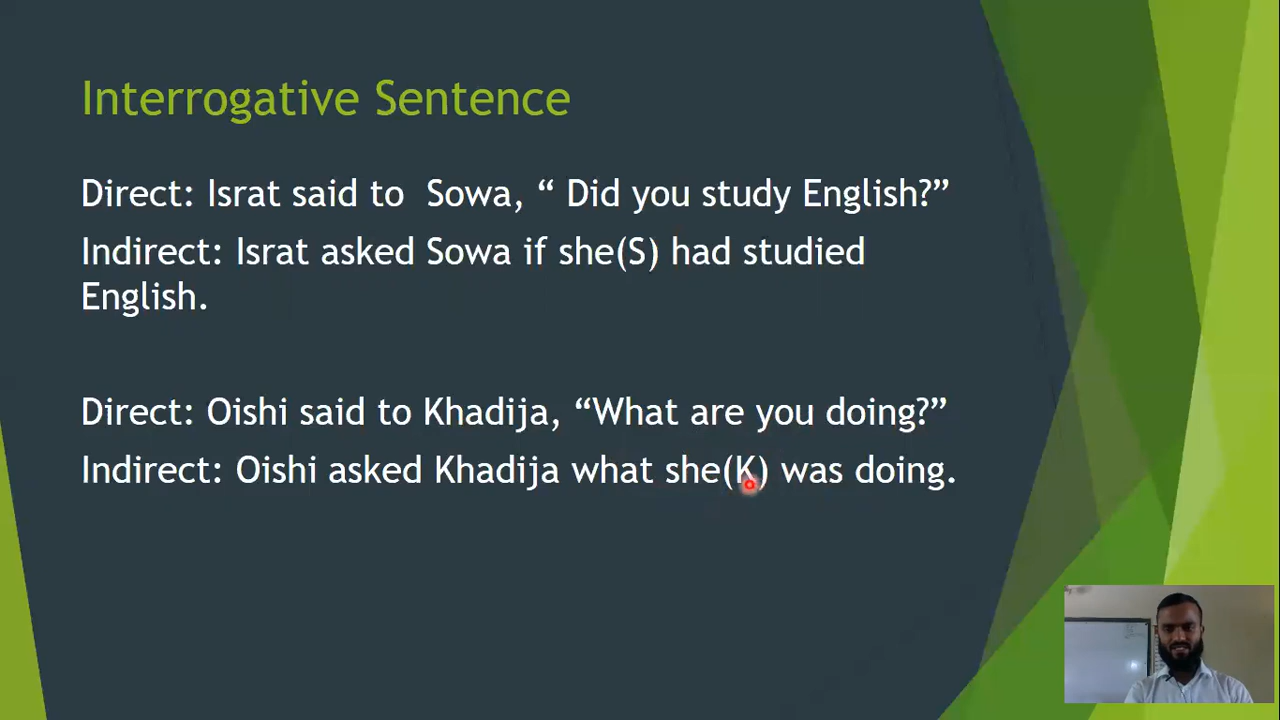 Interrogative Sentence
Direct: Israt said to  Sowa, “ Did you study English?”
Indirect: Israt asked Sowa if she(S) had studied
English.
Direct: Oishi said to Khadija, “What are you doing?”
Indirect: Oishi asked Khadija what she(K) was doing.